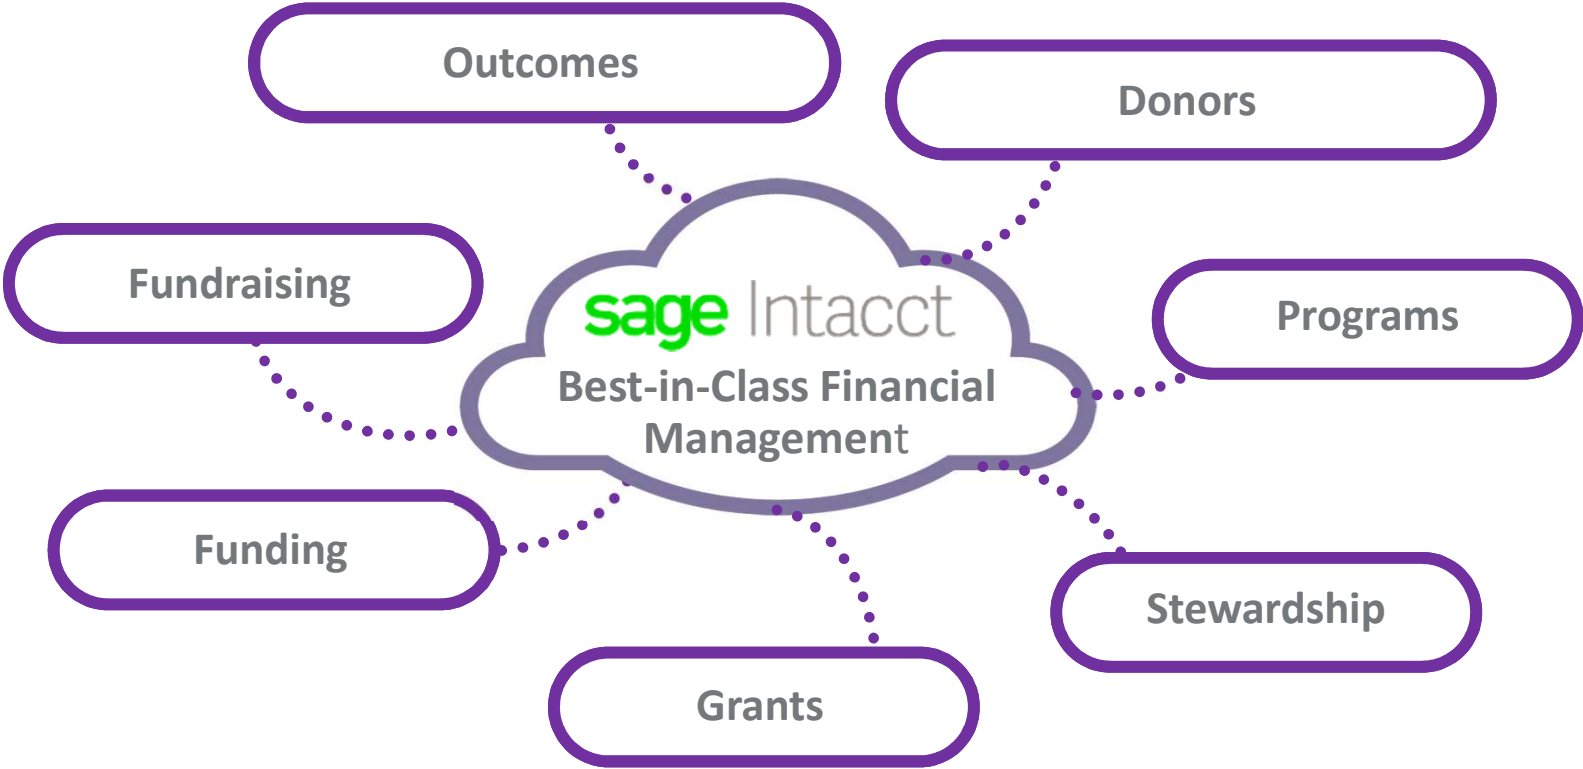 Outcomes
Donors
Fundraising
Programs
sage Intacct
Best-in-Class Financial
Management
Funding
Stewardship
Grants